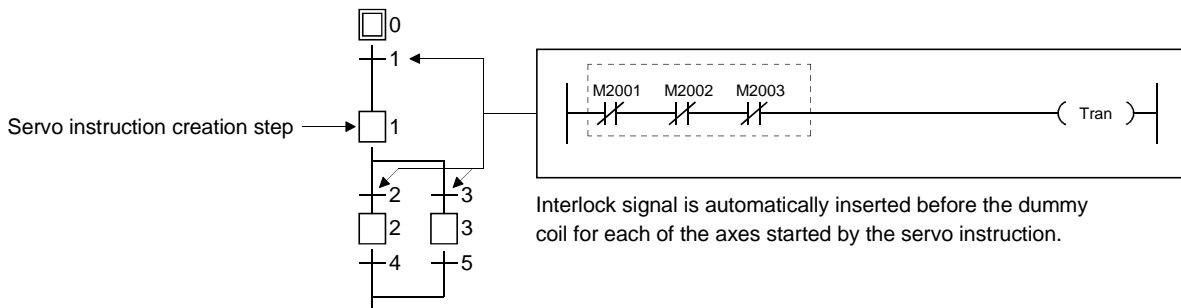 0
1
M2001 M2002 M2003
Tran
Servo instruction creation step
1
2 3
2 3
4 5
Interlock signal is automatically inserted before the dummy
coil for each of the axes started by the servo instruction.